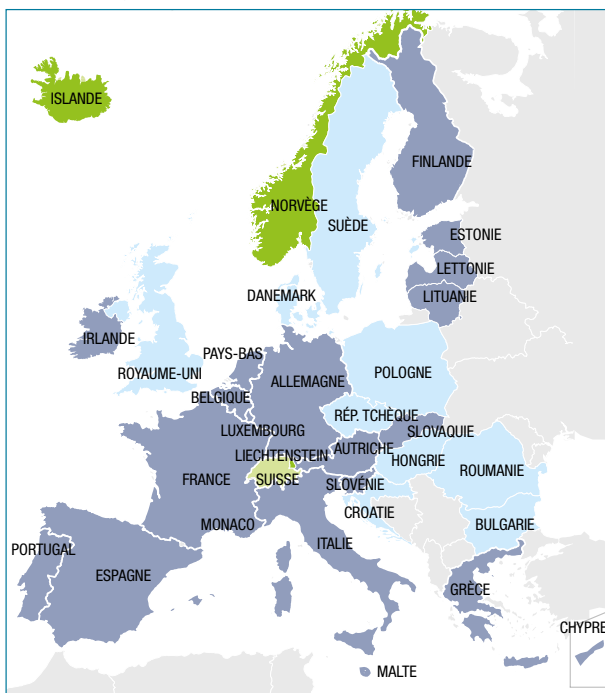 ISLANDE
FINLANDE
NORVÈGE
SUÈDE
ESTONIE
LETTONIE
DANEMARK
LITUANIE
IRLANDE
PAYS-BAS
ROYAUME-UNI
ALLEMAGNE
POLOGNE
BELGIQUE
RÉP. TCHÈQUE
LUXEMBOURG
SLOVAQUIE
AUTRICHE
LIECHTENSTEIN
HONGRIE
ROUMANIE
FRANCE
SUISSE
SLOVÉNIE
CROATIE
MONACO
BULGARIE
ITALIE
PORTUGAL
ESPAGNE
GRÈCE
CHYPRE
MALTE